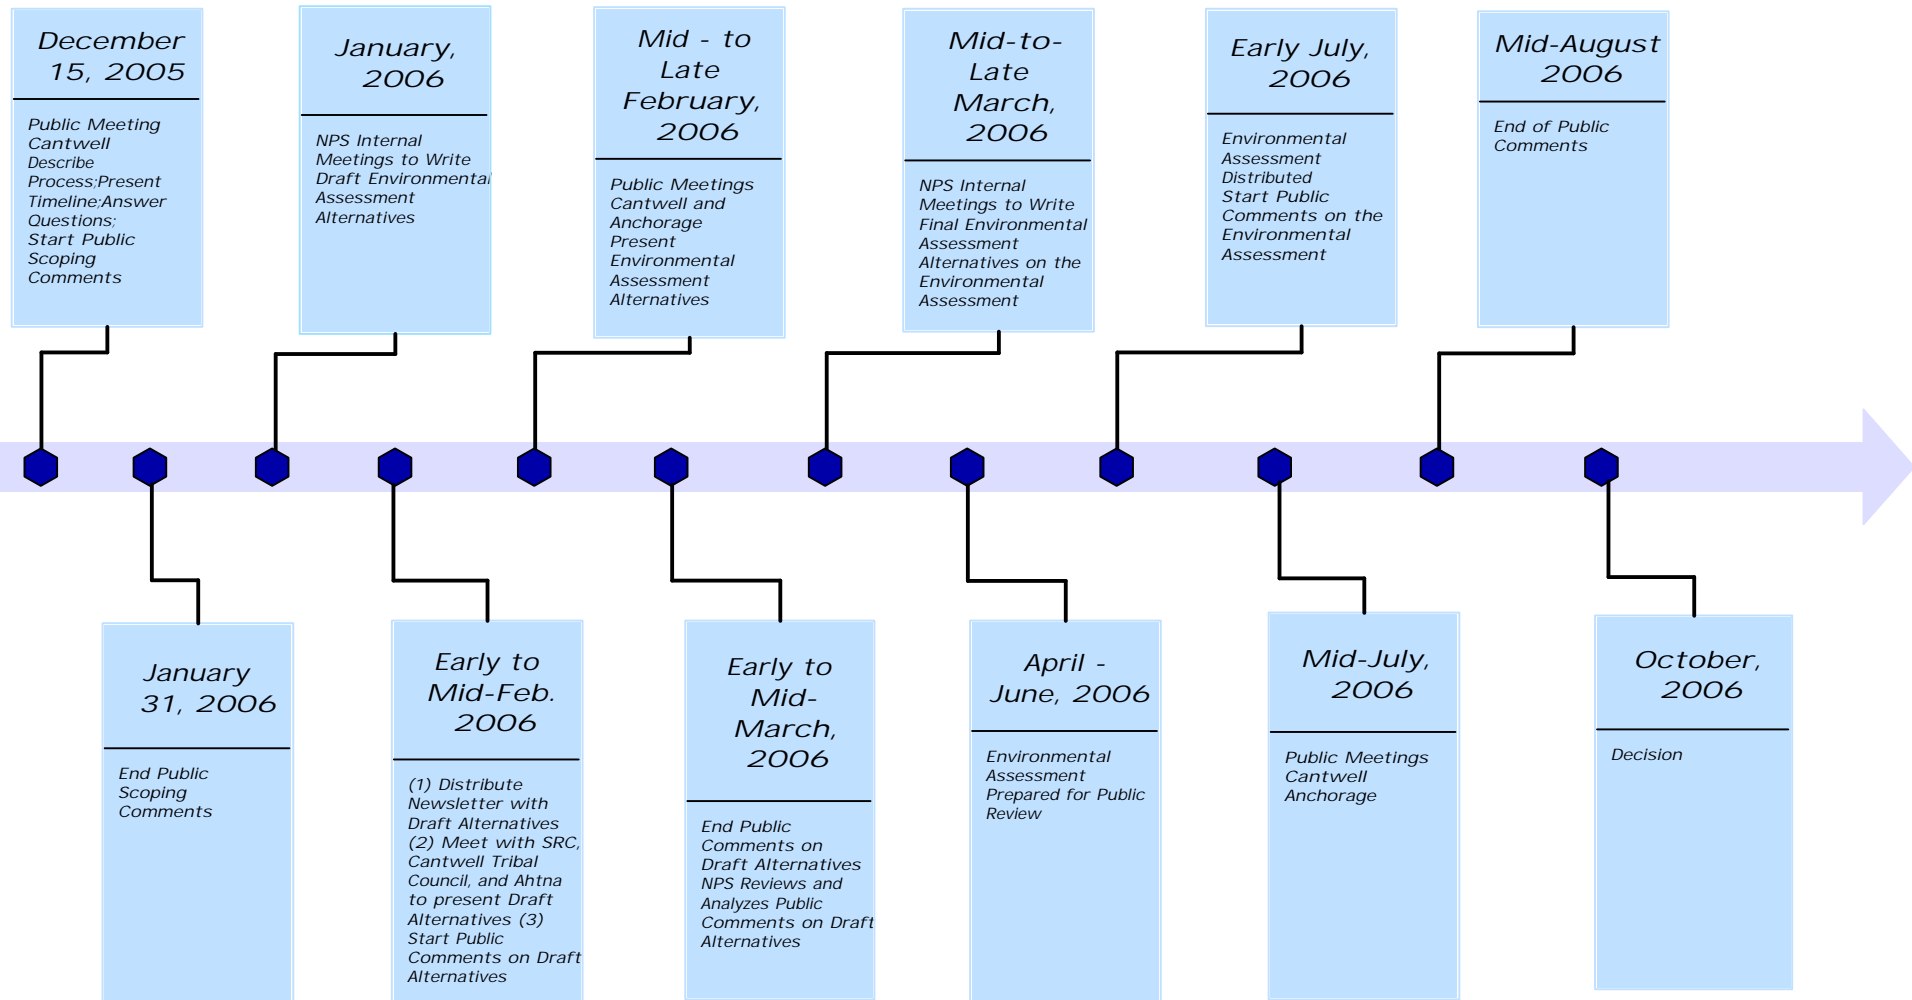 December
15, 2005
Public Meeting
Cantwell
Describe
Process;Present
Timeline;Answer
Questions;
Start Public
Scoping
Comments
January,
2006
NPS Internal
Meetings to Write
Draft Environmental
Assessment
Alternatives
Mid - to
Late
February,
2006
Public Meetings
Cantwell and
Anchorage
Present
Environmental
Assessment
Alternatives
Mid-to-
Late
March,
2006
NPS Internal
Meetings to Write
Final Environmental
Assessment
Alternatives on the
Environmental
Assessment
Early July,
2006
Environmental
Assessment
Distributed
Start Public
Comments on the
Environmental
Assessment
Mid-August
2006
End of Public
Comments
January
31, 2006
End Public
Scoping
Comments
Early to
Mid-Feb.
2006
(1) Distribute
Newsletter with
Draft Alternatives
(2) Meet with SRC,
Cantwell Tribal
Council, and Ahtna
to present Draft
Alternatives (3)
Start Public
Comments on Draft
Alternatives
Early to
Mid-
March,
2006
End Public
Comments on
Draft Alternatives
NPS Reviews and
Analyzes Public
Comments on Draft
Alternatives
April -
June, 2006
Environmental
Assessment
Prepared for Public
Review
Mid-July,
2006
Public Meetings
Cantwell
Anchorage
October,
2006
Decision